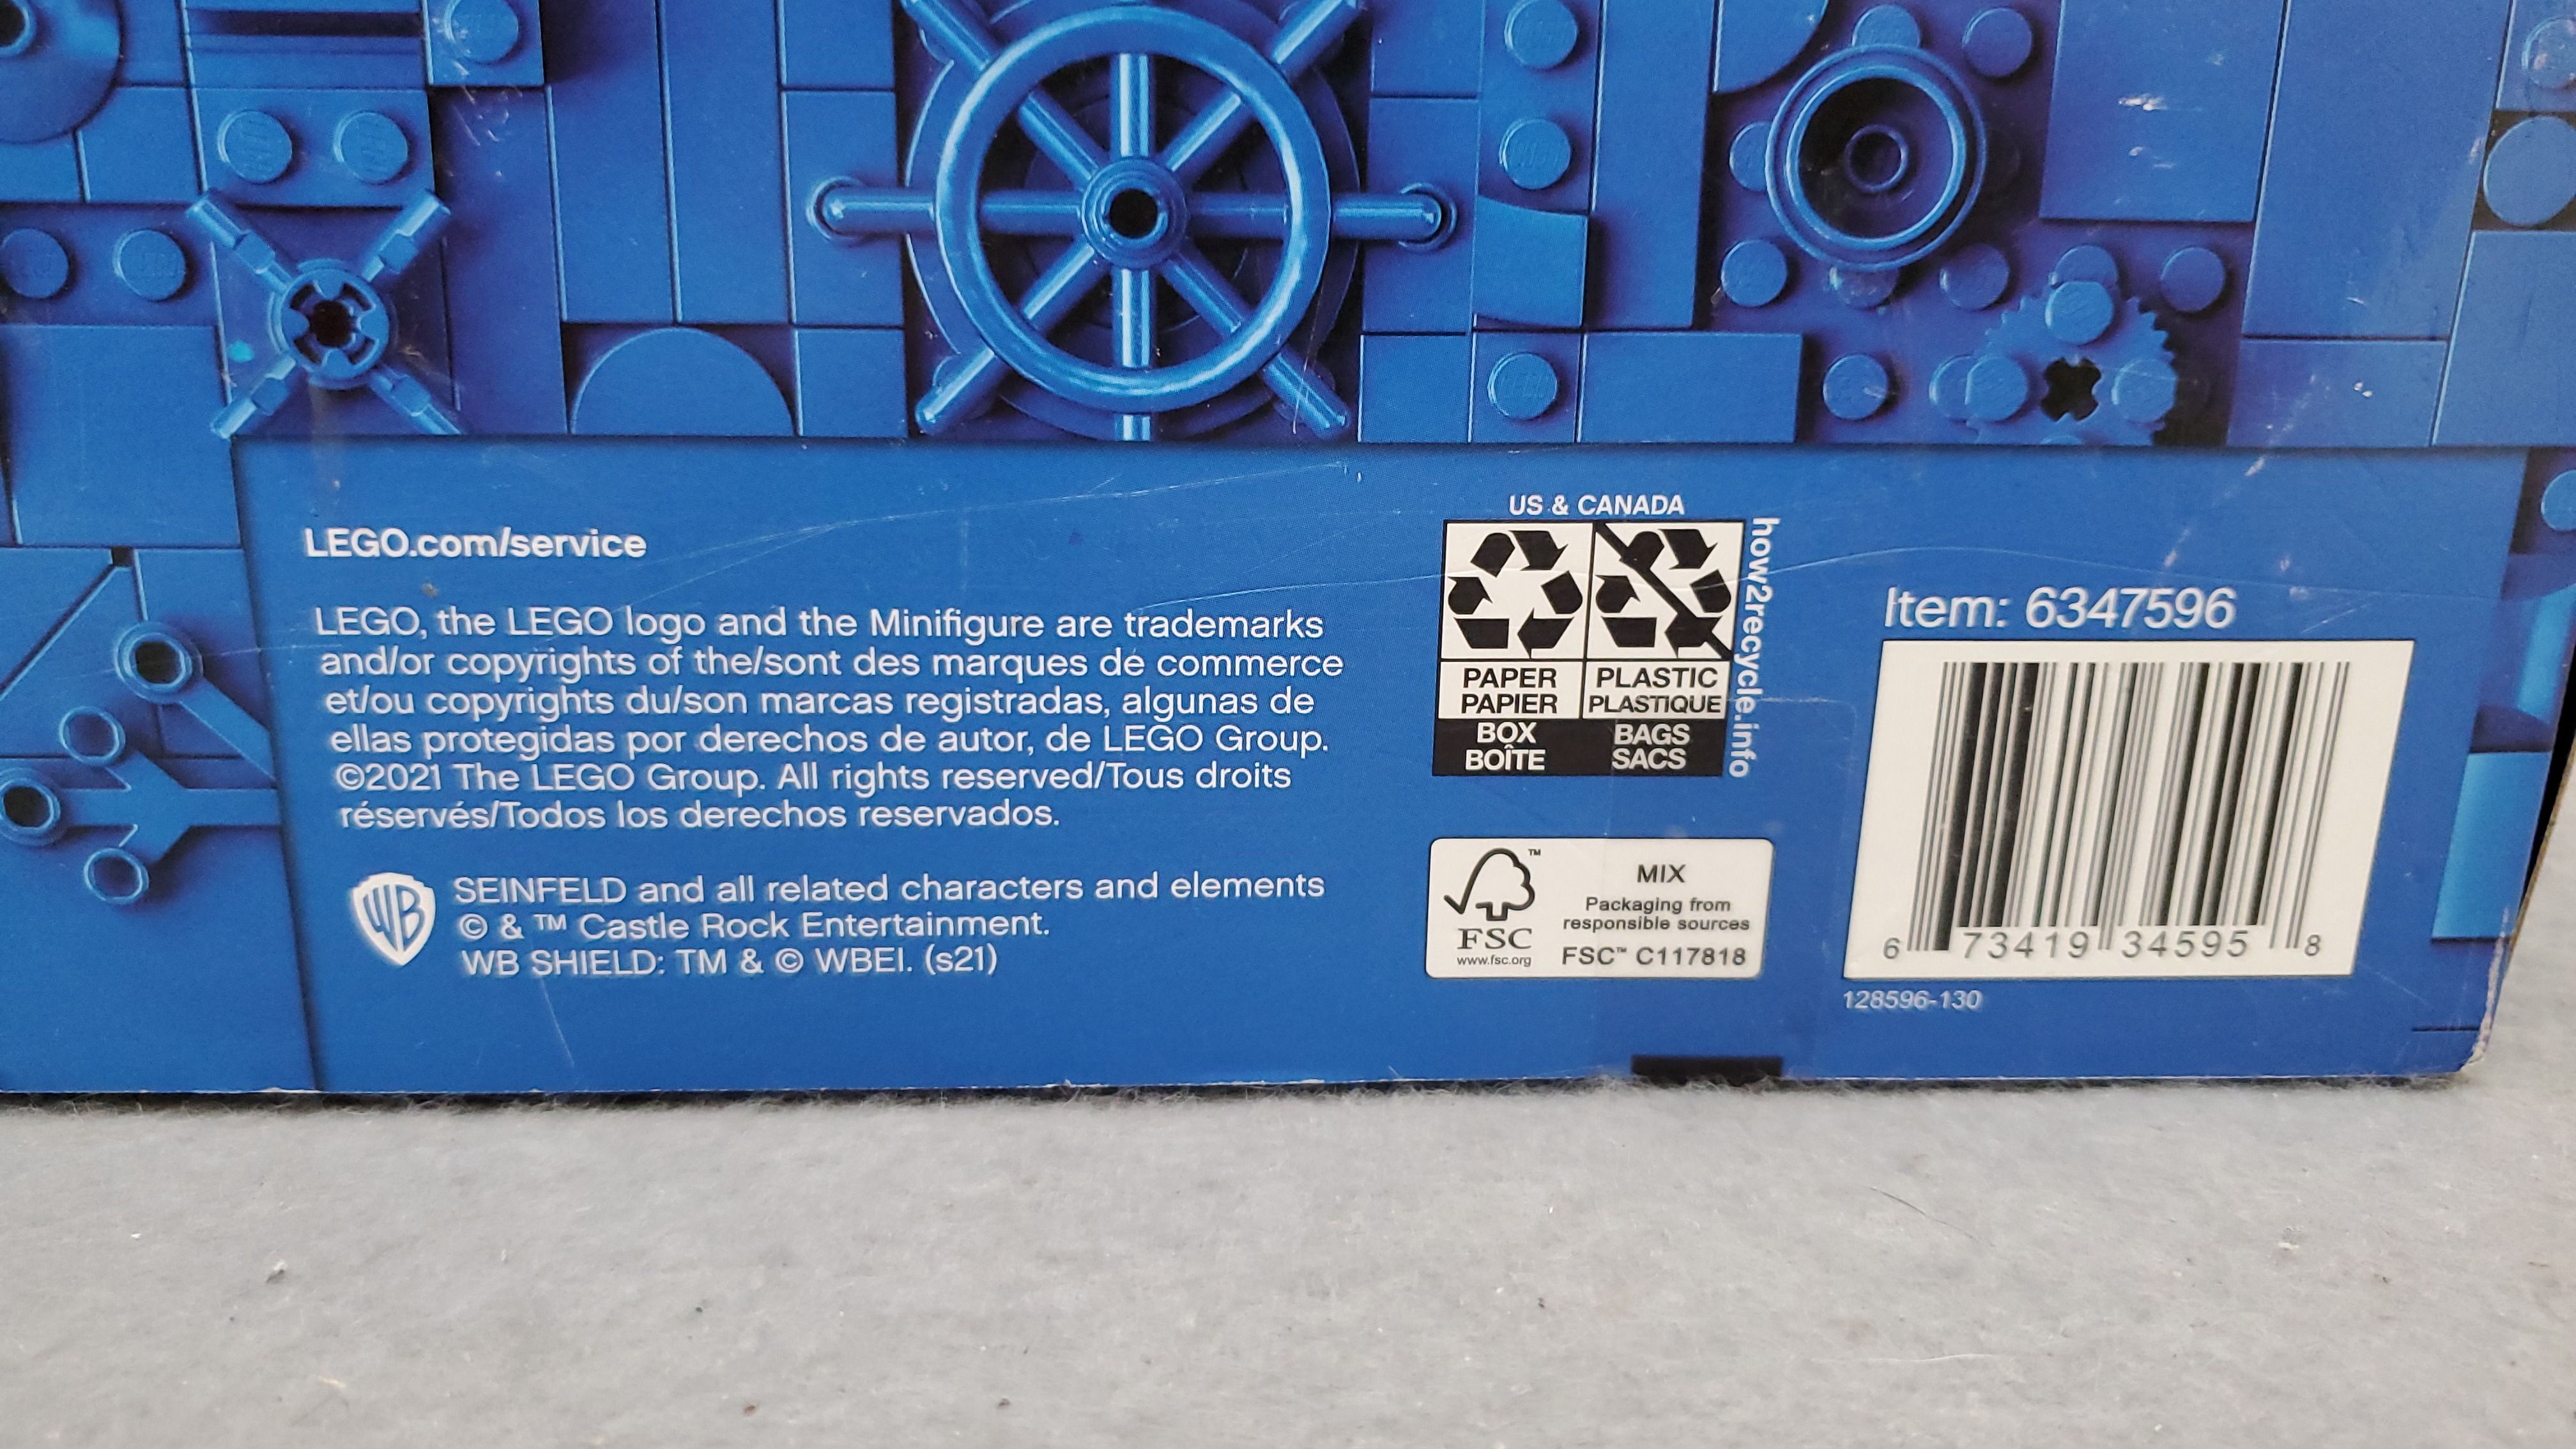 LEGO.com/service
LEGO, the LEGO logo and the Minifigure are trademarks
and/or copyrights of the/sont des marques de commerce
et/ou copyrights du/son marcas registradas, algunas de
ellas protegidas por derechos de autor, de LEGO Group.
©2021 The LEGO Group. All rights reserved/Tous droits
réservés/Todos los derechos reservados.
WB
SEINFELD and all related characters and elements
© & ™ Castle Rock Entertainment.
WB SHIELD: TM & © WBEI. (s21)
US & CANADA
PAPER
PAPIER
BOX
BOÎTE
PLASTIC
PLASTIQUE
BAGS
SACS
how2recycle.info
™
FSC
www.fsc.org
MIX
Packaging from
responsible sources
FSC™ C117818
Item: 6347596
6 73419 34595 8
128596-130